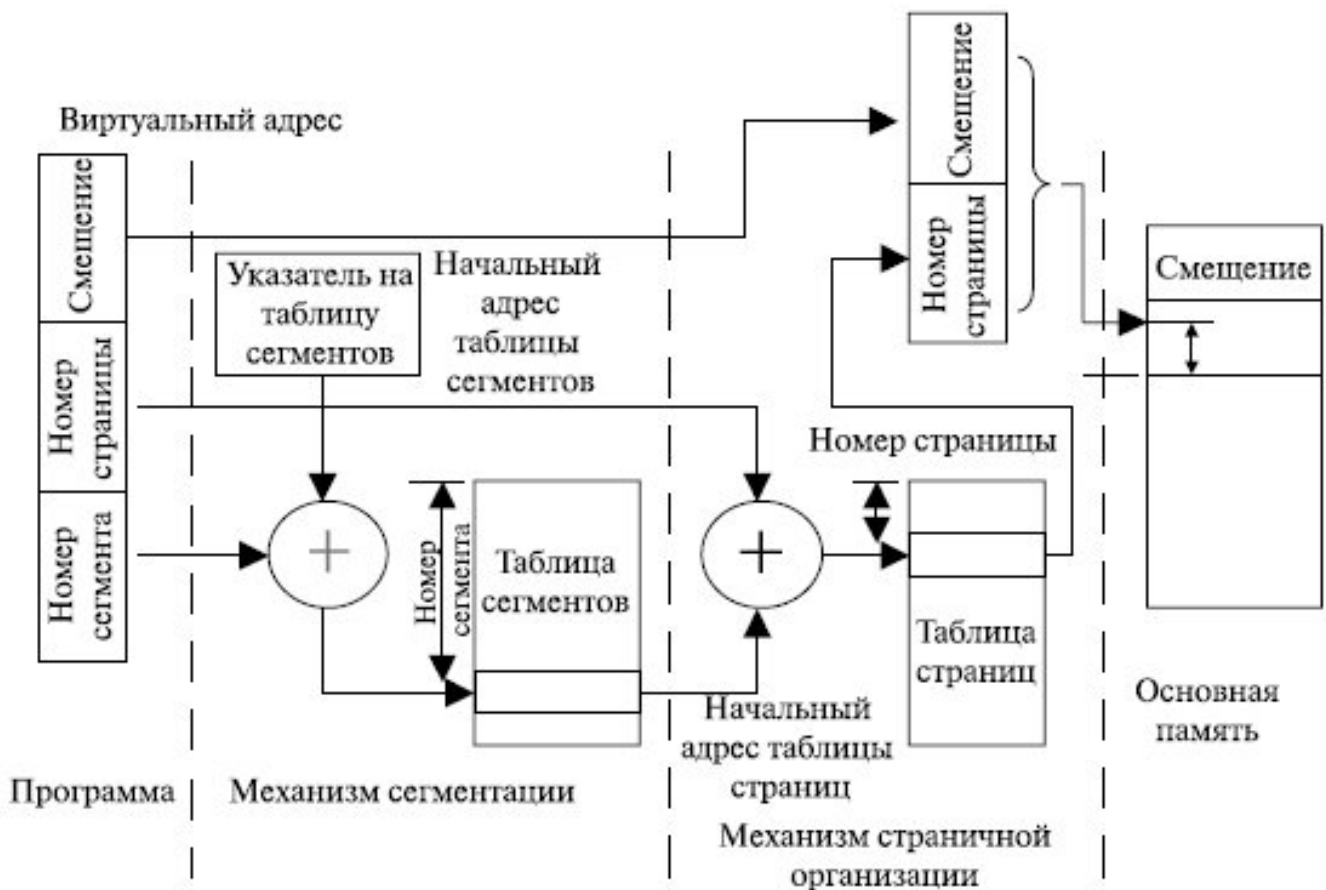 Виртуальный адрес
Смещение
Номер
страницы
Номер
сегмента
Программа
Указатель на
таблицу
сегментов
Начальный
адрес
таблицы
сегментов
Номер
сегмента
Таблица
сегментов
Механизм сегментации
Смещение
Номер
страницы
Номер страницы
Таблица
страниц
Начальный
адрес таблицы
страниц
Механизм страничной
организации
Смещение
Основная
память